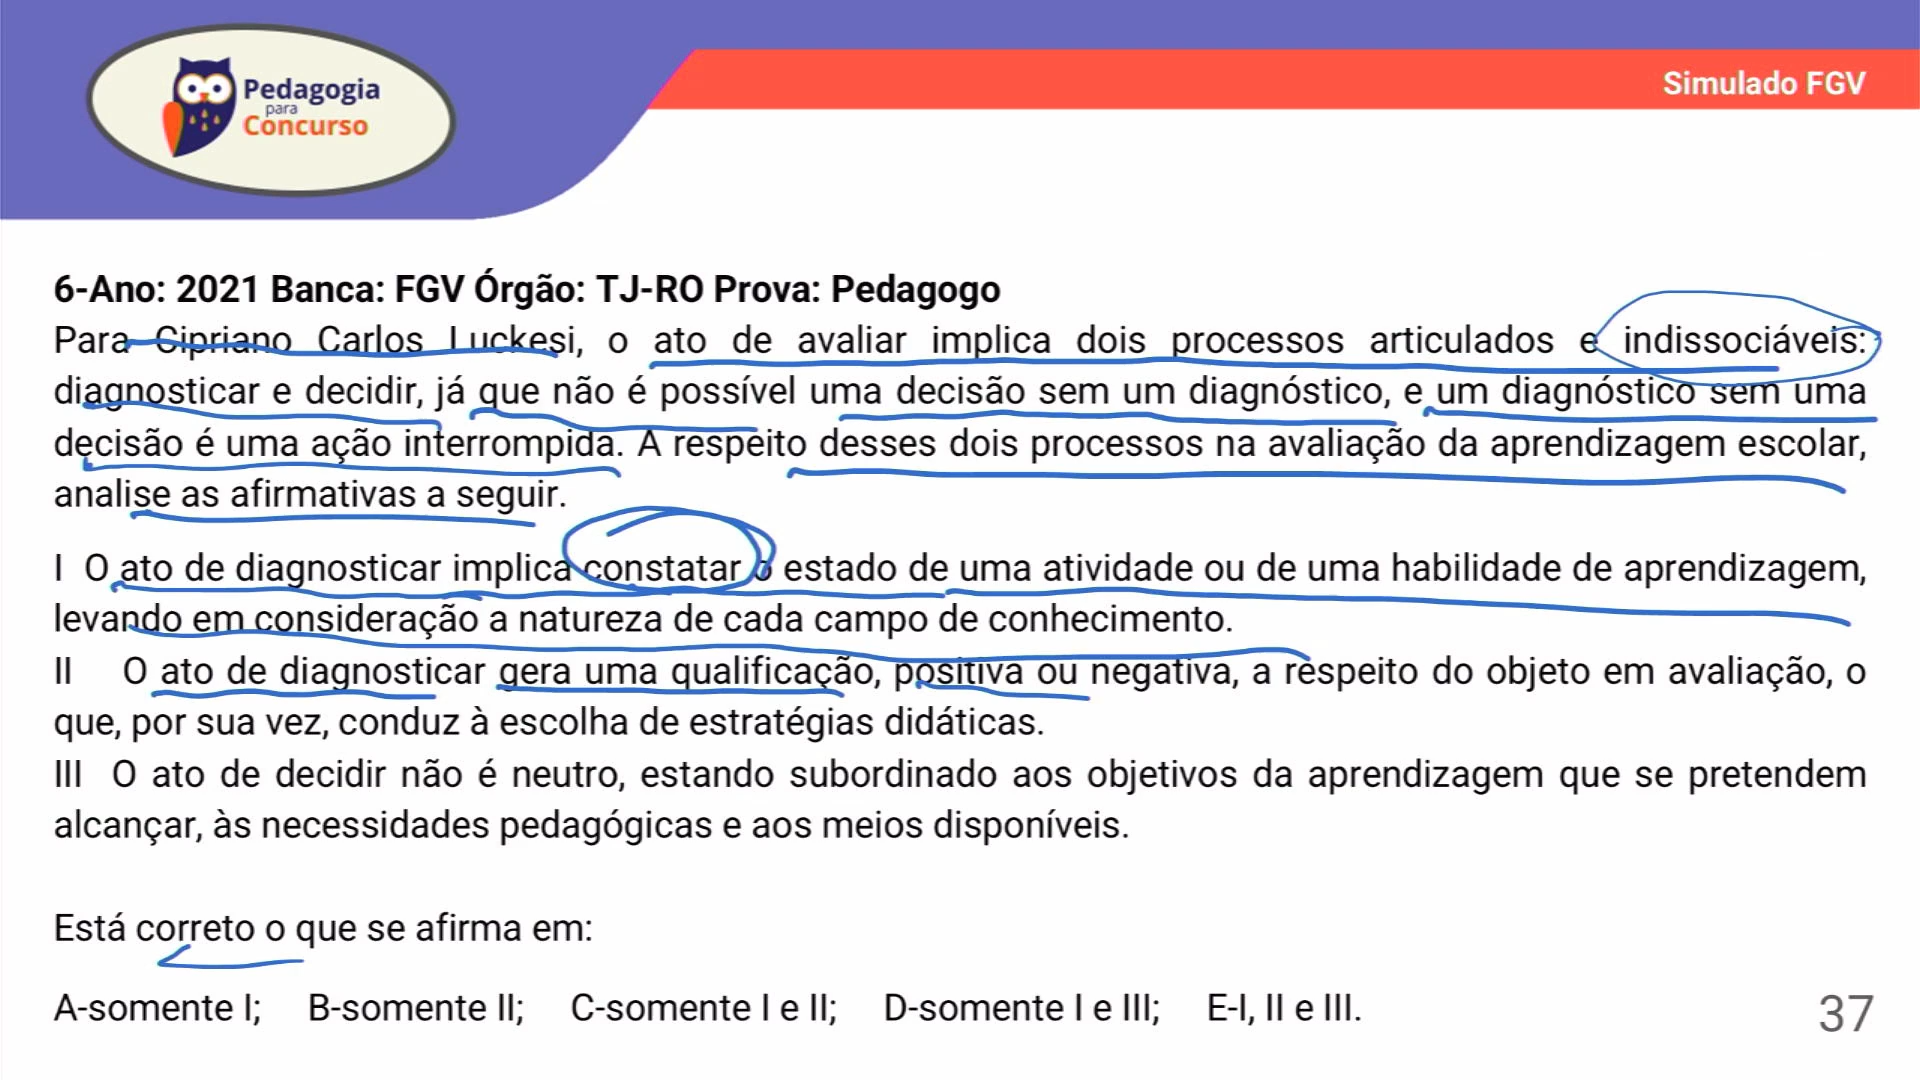 Pedagogia
para
Concurso
Simulado FGV
6-Ano: 2021 Banca: FGV Órgão: TJ-RO Prova: Pedagogo
Para Cipriano Carlos Luckesi, o ato de avaliar implica dois processos articulados e indissociáveis:
diagnosticar e decidir, já que não é possível uma decisão sem um diagnóstico, e um diagnóstico sem uma
decisão é uma ação interrompida. A respeito desses dois processos na avaliação da aprendizagem escolar,
analise as afirmativas a seguir.
I O ato de diagnosticar implica constatar o estado de uma atividade ou de uma habilidade de aprendizagem,
levando em consideração a natureza de cada campo de conhecimento.
II O ato de diagnosticar gera uma qualificação, positiva ou negativa, a respeito do objeto em avaliação, o
que, por sua vez, conduz à escolha de estratégias didáticas.
III O ato de decidir não é neutro, estando subordinado aos objetivos da aprendizagem que se pretendem
alcançar, às necessidades pedagógicas e aos meios disponíveis.
Está correto o que se afirma em:
A-somente I; B-somente II; C-somente I e II; D-somente I e III; E-I, II e III.
37